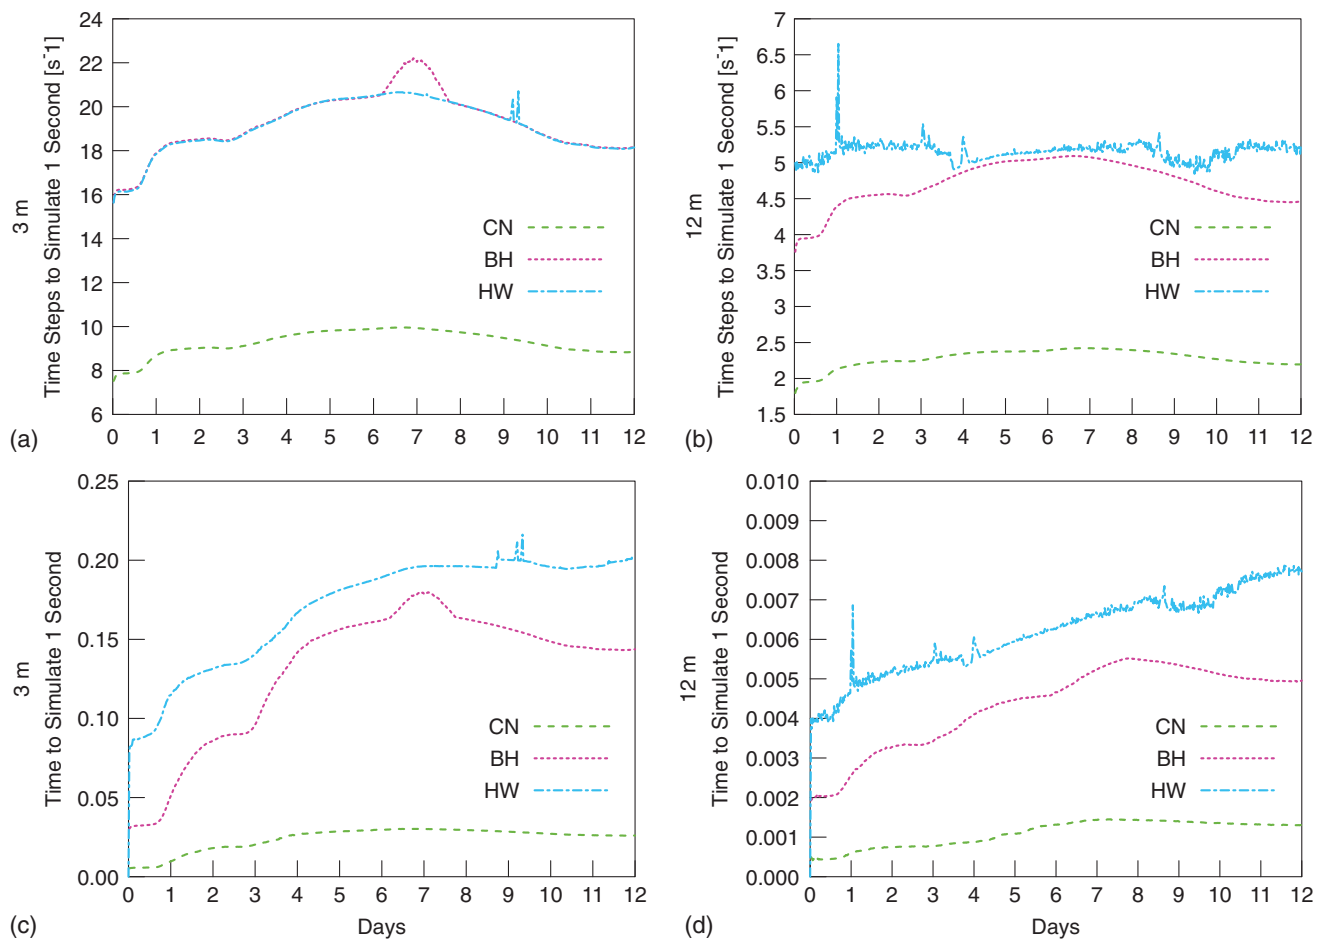 3 m
Time Steps to Simulate 1 Second [s-1]
24
22
20
18
16
14
12
10
8
6
CN
BH
HW
0 1 2 3 4 5 6 7 8 9 10 11 12
(a)
12 m
Time Steps to Simulate 1 Second [s-1]
7
6.5
6
5.5
5
4.5
4
3.5
3
2.5
2
1.5
CN
BH
HW
0 1 2 3 4 5 6 7 8 9 10 11 12
(b)
3 m
Time to Simulate 1 Second
0.25
0.20
0.15
0.10
0.05
0.00
CN
BH
HW
0 1 2 3 4 5 6 7 8 9 10 11 12
(c)
Days
12 m
Time to Simulate 1 Second
0.010
0.009
0.008
0.007
0.006
0.005
0.004
0.003
0.002
0.001
0.000
CN
BH
HW
0 1 2 3 4 5 6 7 8 9 10 11 12
(d)
Days